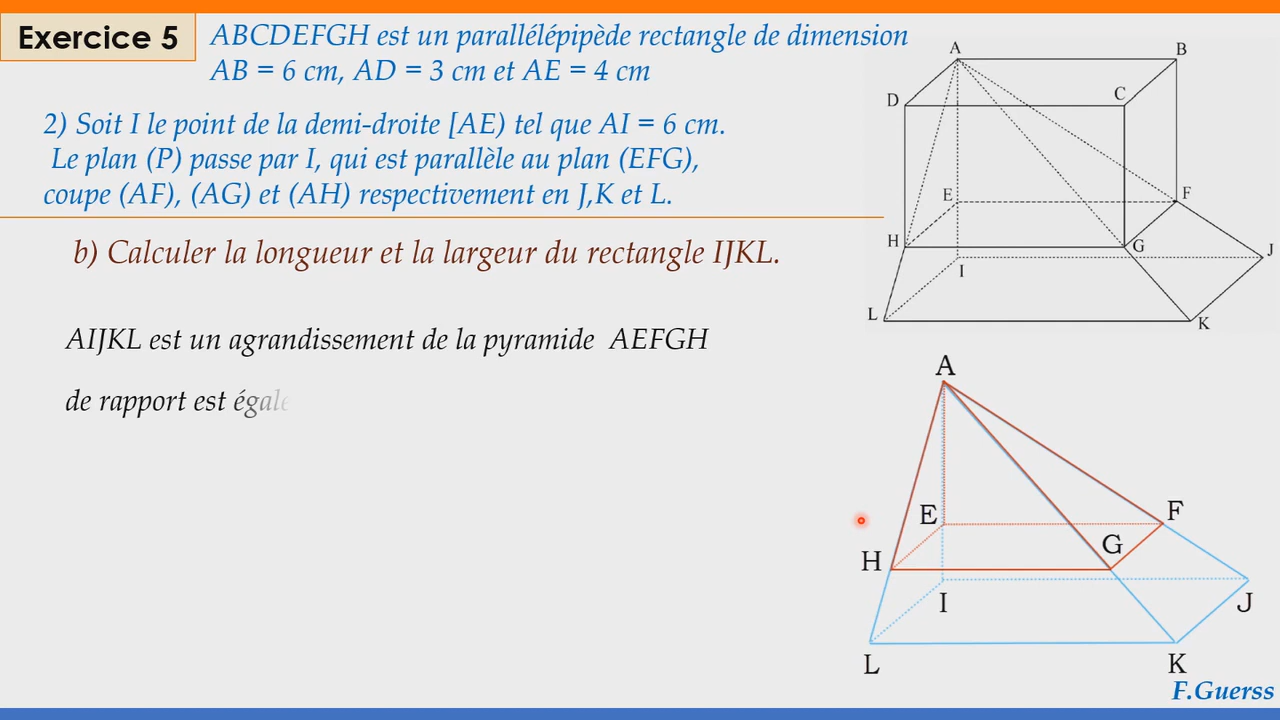 Exercice 5
ABCDEFGH est un parallélépipède rectangle de dimension
AB = 6 cm, AD = 3 cm et AE = 4 cm
2) Soit I le point de la demi-droite [AE) tel que AI = 6 cm.
Le plan (P) passe par I, qui est parallèle au plan (EFG),
coupe (AF), (AG) et (AH) respectivement en J,K et L.
b) Calculer la longueur et la largeur du rectangle IJKL.
AIJKL est un agrandissement de la pyramide AEFGH
de rapport est égale
A
B
D
C
E
F
H
G
I
J
L
K
A
E
F
G
H
I
J
L
K
F.Guerss